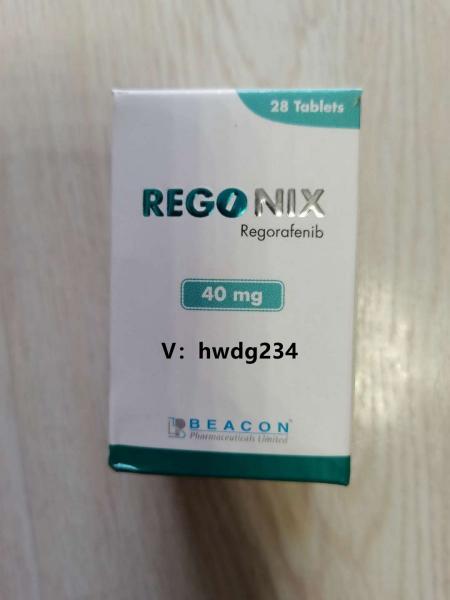 28 Tablets
REGONIX
Regorafenib
40 mg
V：hwdg234
BEACON
Pharmaceuticals Limited